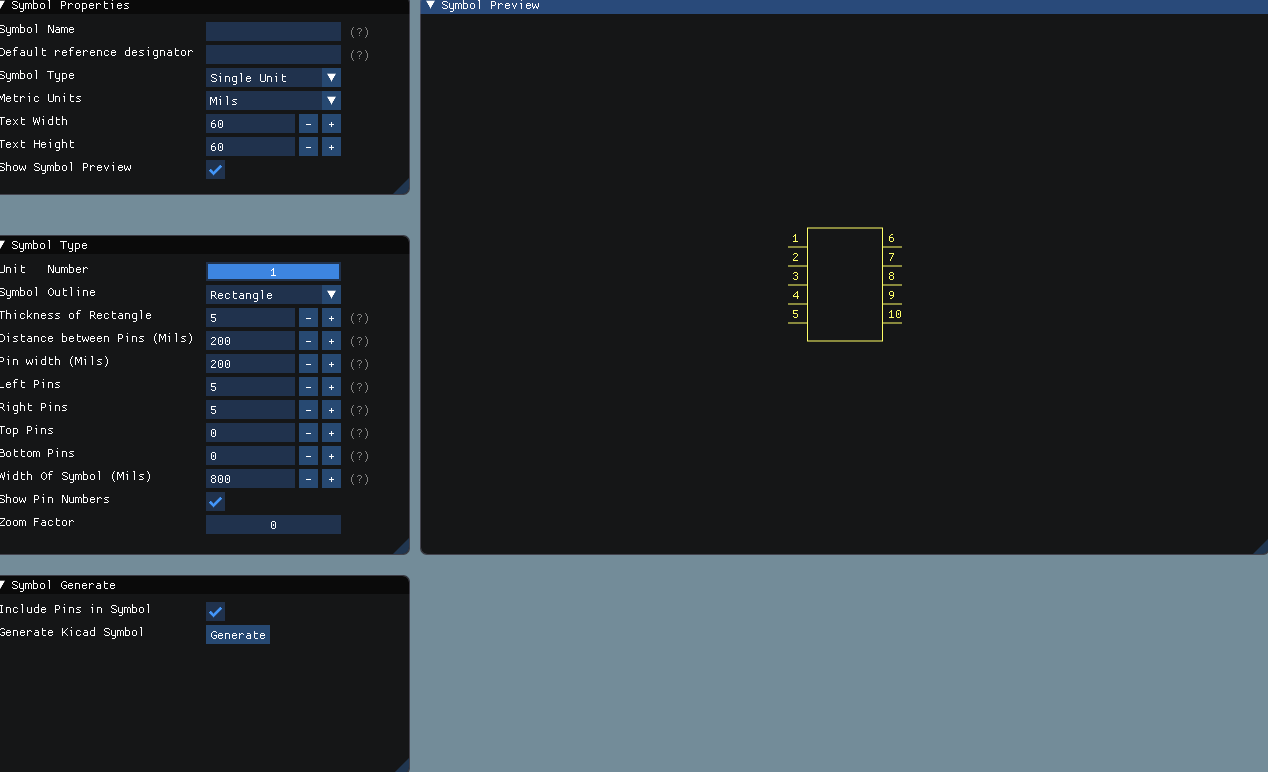 ▼ Symbol Properties
Symbol Name (?)
Default reference designator (?)
Symbol Type Single Unit ▼
Metric Units Mils ▼
Text Width 60 - +
Text Height 60 - +
Show Symbol Preview
▼ Symbol Type
Unit Number 1
Symbol Outline Rectangle ▼
Thickness of Rectangle 5 - + (?)
Distance between Pins (Mils) 200 - + (?)
Pin width (Mils) 200 - + (?)
Left Pins 5 - + (?)
Right Pins 5 - + (?)
Top Pins 0 - + (?)
Bottom Pins 0 - + (?)
Width Of Symbol (Mils) 800 - + (?)
Show Pin Numbers
Zoom Factor 0
▼ Symbol Generate
Include Pins in Symbol
Generate Kicad Symbol Generate
▼ Symbol Preview
1 6
2 7
3 8
4 9
5 10